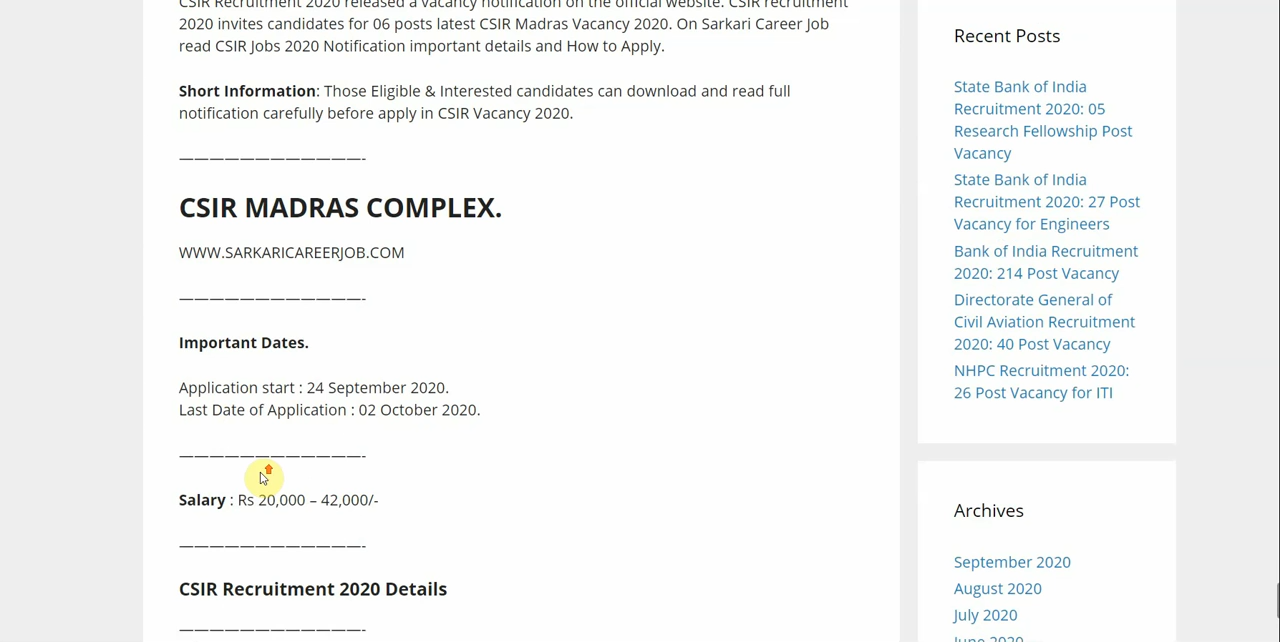 CSIR Recruitment 2020 released a vacancy notification on the official website. CSIR recruitment
2020 invites candidates for 06 posts latest CSIR Madras Vacancy 2020. On Sarkari Career Job
read CSIR Jobs 2020 Notification important details and How to Apply.
Short Information: Those Eligible & Interested candidates can download and read full
notification carefully before apply in CSIR Vacancy 2020.
————————————-
CSIR MADRAS COMPLEX.
WWW.SARKARICAREERJOB.COM
————————————-
Important Dates.
Application start : 24 September 2020.
Last Date of Application : 02 October 2020.
————————————-
Salary : Rs 20,000 – 42,000/-
————————————-
CSIR Recruitment 2020 Details
————————————-
Recent Posts
State Bank of India
Recruitment 2020: 05
Research Fellowship Post
Vacancy
State Bank of India
Recruitment 2020: 27 Post
Vacancy for Engineers
Bank of India Recruitment
2020: 214 Post Vacancy
Directorate General of
Civil Aviation Recruitment
2020: 40 Post Vacancy
NHPC Recruitment 2020:
26 Post Vacancy for ITI
Archives
September 2020
August 2020
July 2020
June 2020